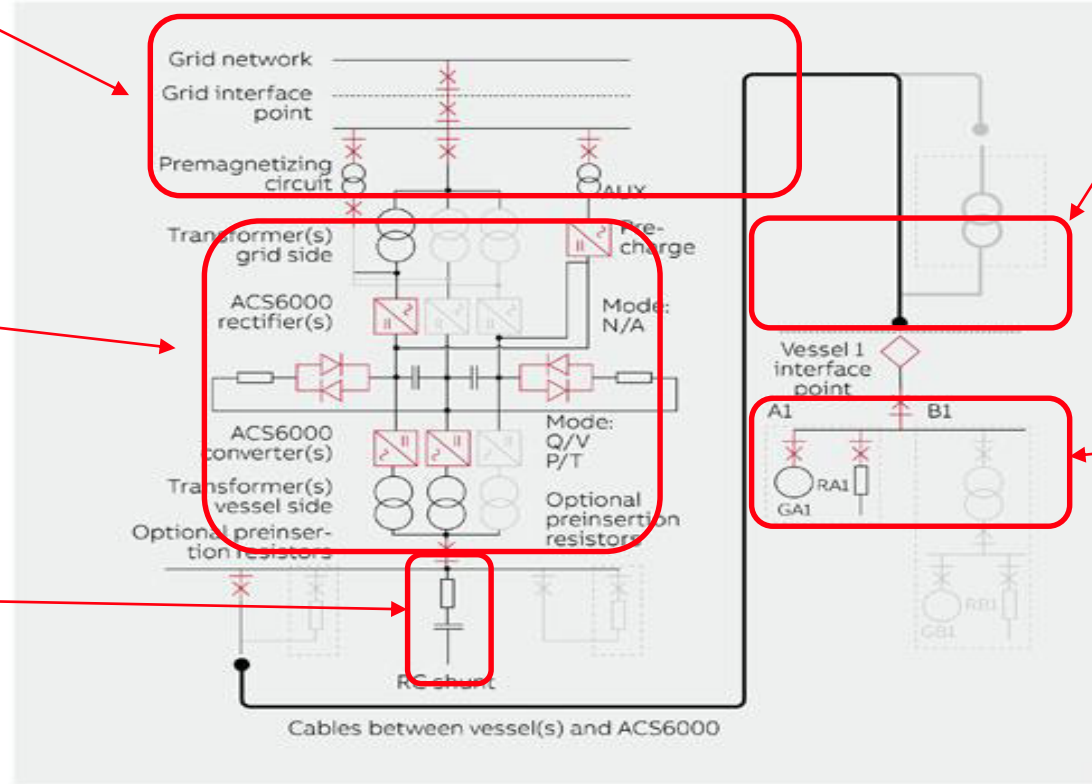 Grid network
Grid interface
point
Premagnetizing
circuit
AUX
Transformer(s)
grid side
Pre-
charge
ACS6000
rectifier(s)
Mode:
N/A
Vessel 1
interface
point
A1
B1
ACS6000
converter(s)
Mode:
Q/V
P/T
Transformer(s)
vessel side
Optional
preinsertion
resistors
RA1
GA1
Optional preinser-
tion resistors
RB1
GB1
RC shunt
Cables between vessel(s) and ACS6000